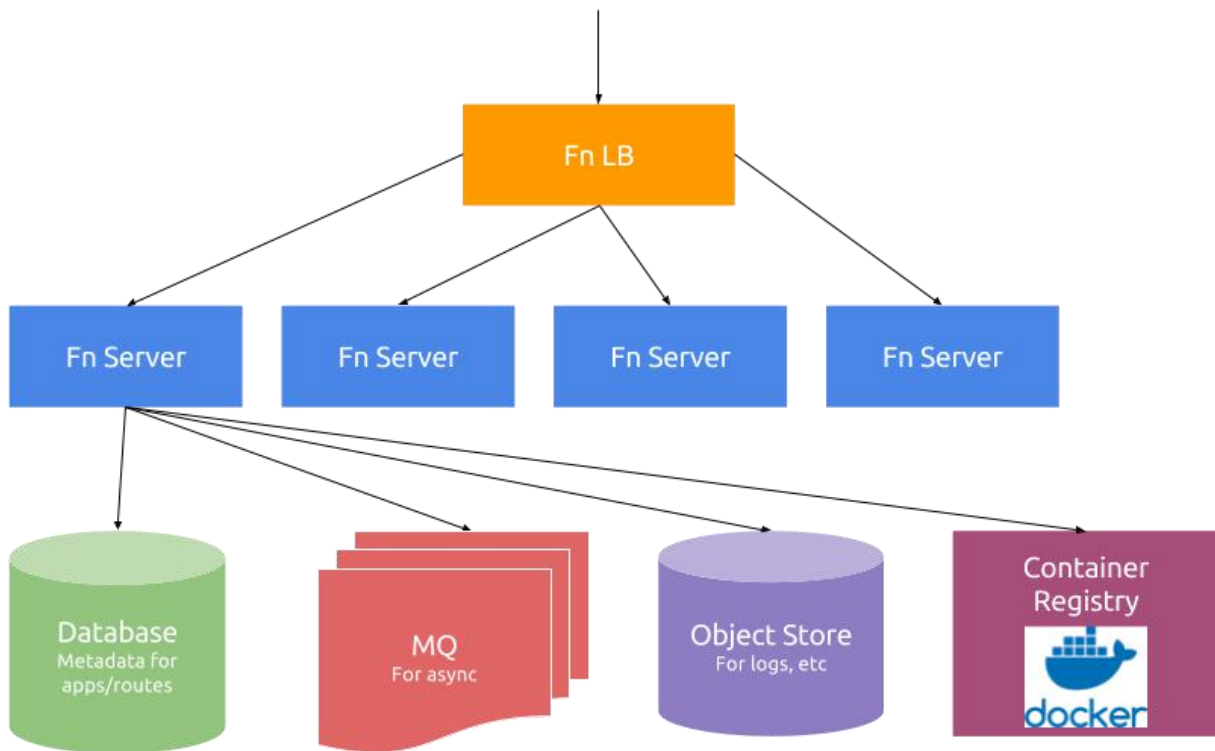 Fn LB
Fn Server
Fn Server
Fn Server
Fn Server
Database
Metadata for
apps/routes
MQ
For async
Object Store
For logs, etc
Container
Registry
docker